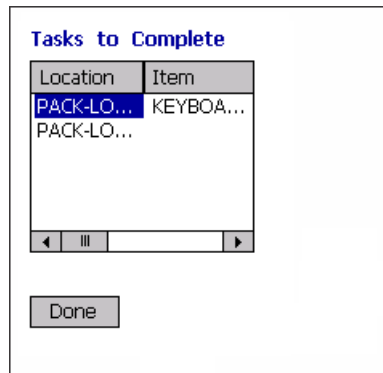 Tasks to Complete
Location Item
PACK-LO... KEYBOA...
PACK-LO...
Done